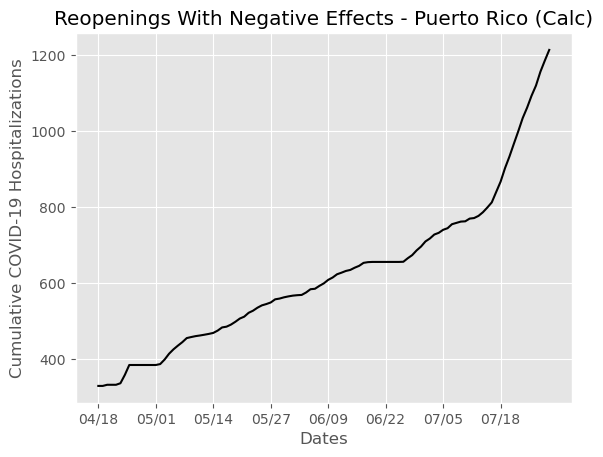 Reopenings With Negative Effects - Puerto Rico (Calc)
Cumulative COVID-19 Hospitalizations
1200
1000
800
600
400
04/18 05/01 05/14 05/27 06/09 06/22 07/05 07/18
Dates